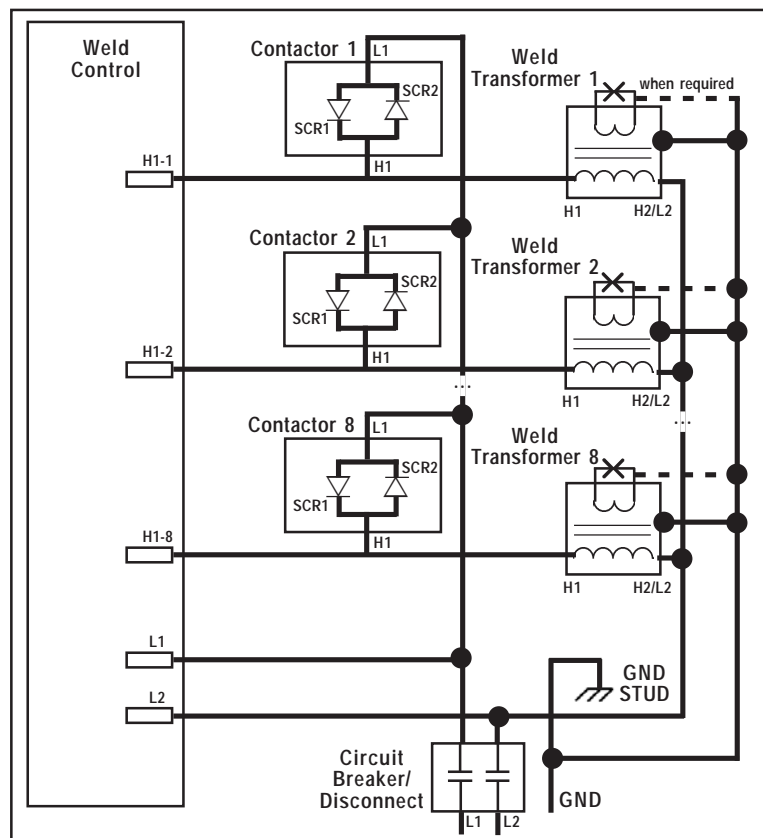 Weld
Control
Contactor 1
L1
SCR1
SCR2
H1
H1-1
Weld
Transformer 1
when required
H1
H2/L2
Contactor 2
L1
SCR1
SCR2
H1
H1-2
Weld
Transformer 2
H1
H2/L2
...
...
Contactor 8
L1
SCR1
SCR2
H1
H1-8
Weld
Transformer 8
H1
H2/L2
L1
L2
GND
STUD
Circuit
Breaker/
Disconnect
L1
L2
GND